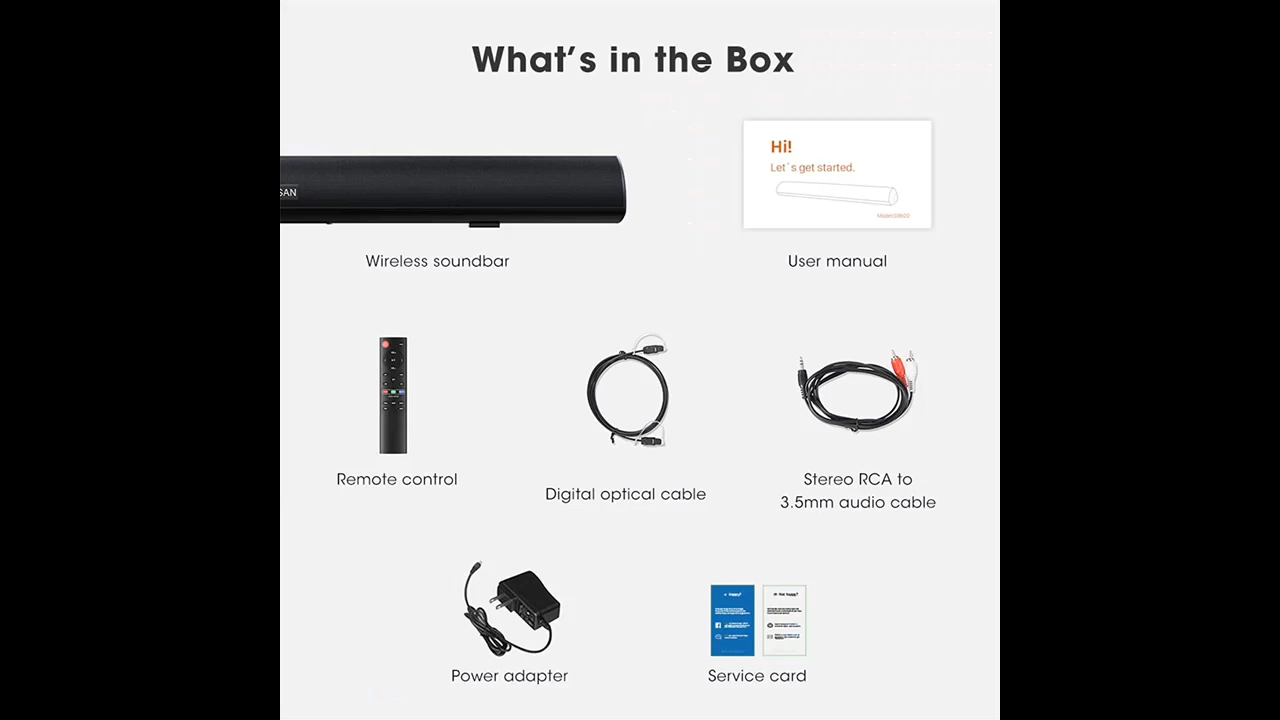 What's in the Box
SAN
Hi!
Let`s get started.
Wireless soundbar
User manual
Remote control
Digital optical cable
Stereo RCA to
3.5mm audio cable
Power adapter
Service card